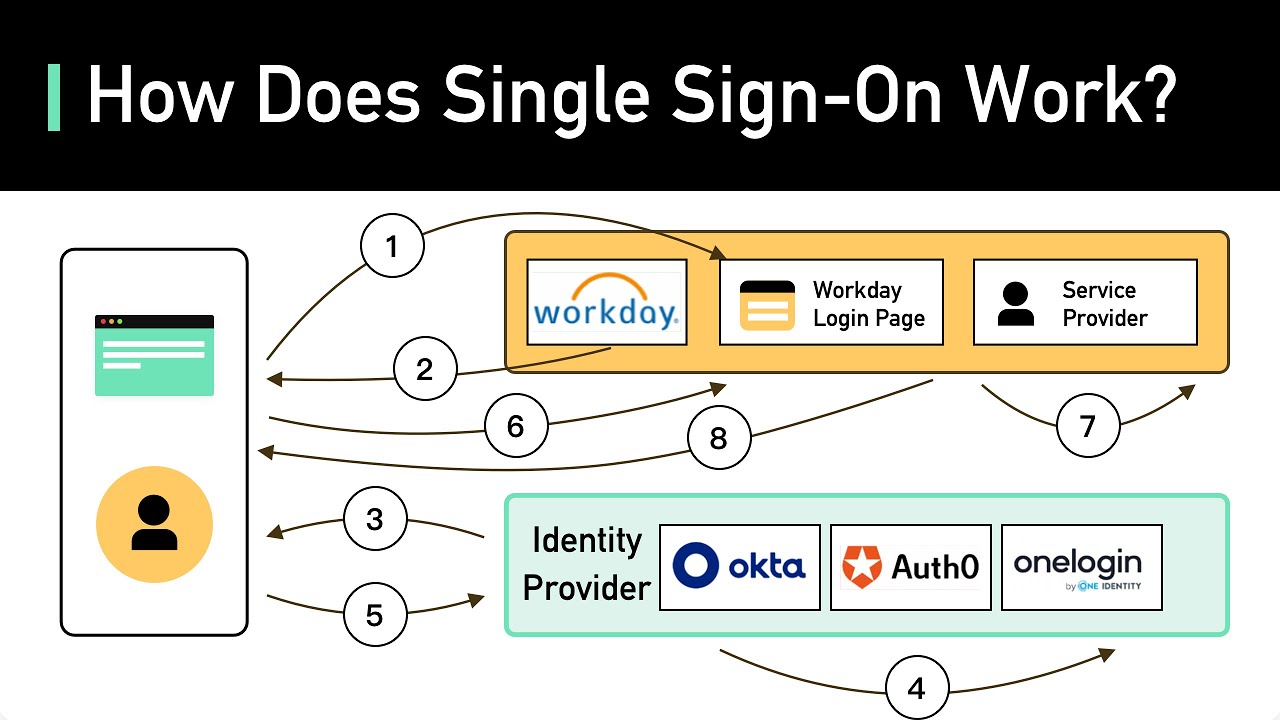 How Does Single Sign-On Work?
1
workday.
Workday
Login Page
Service
Provider
2
6
8
7
3
Identity
Provider
okta
Auth0
onelogin
by ONE IDENTITY
5
4